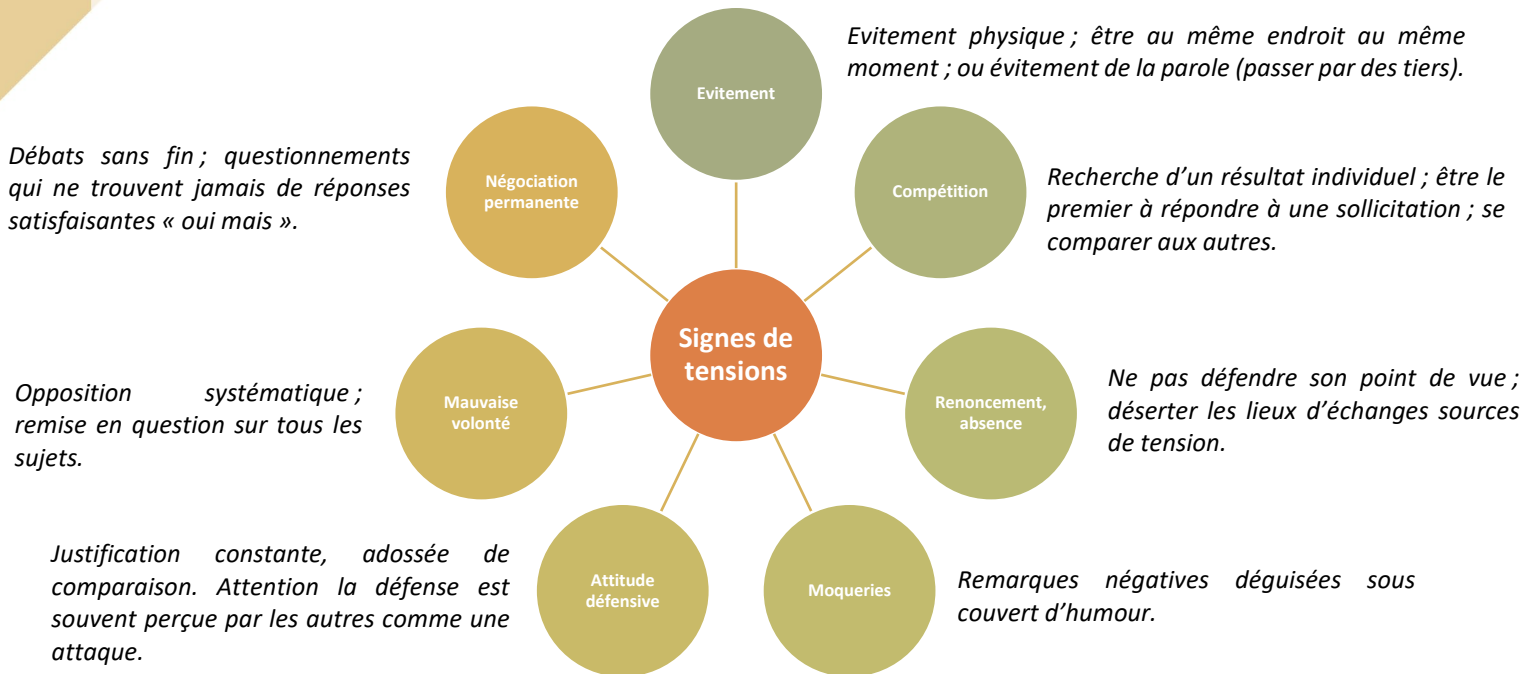 Evitement physique ; être au même endroit au même
moment ; ou évitement de la parole (passer par des tiers).
Evitement
Débats sans fin ; questionnements
qui ne trouvent jamais de réponses
satisfaisantes « oui mais ».
Négociation
permanente
Compétition
Recherche d’un résultat individuel ; être le
premier à répondre à une sollicitation ; se
comparer aux autres.
Signes de
tensions
Opposition systématique ;
remise en question sur tous les
sujets.
Mauvaise
volonté
Renoncement,
absence
Ne pas défendre son point de vue ;
déserter les lieux d’échanges sources
de tension.
Justification constante, adossée de
comparaison. Attention la défense est
souvent perçue par les autres comme une
attaque.
Attitude
défensive
Moqueries
Remarques négatives déguisées sous
couvert d’humour.